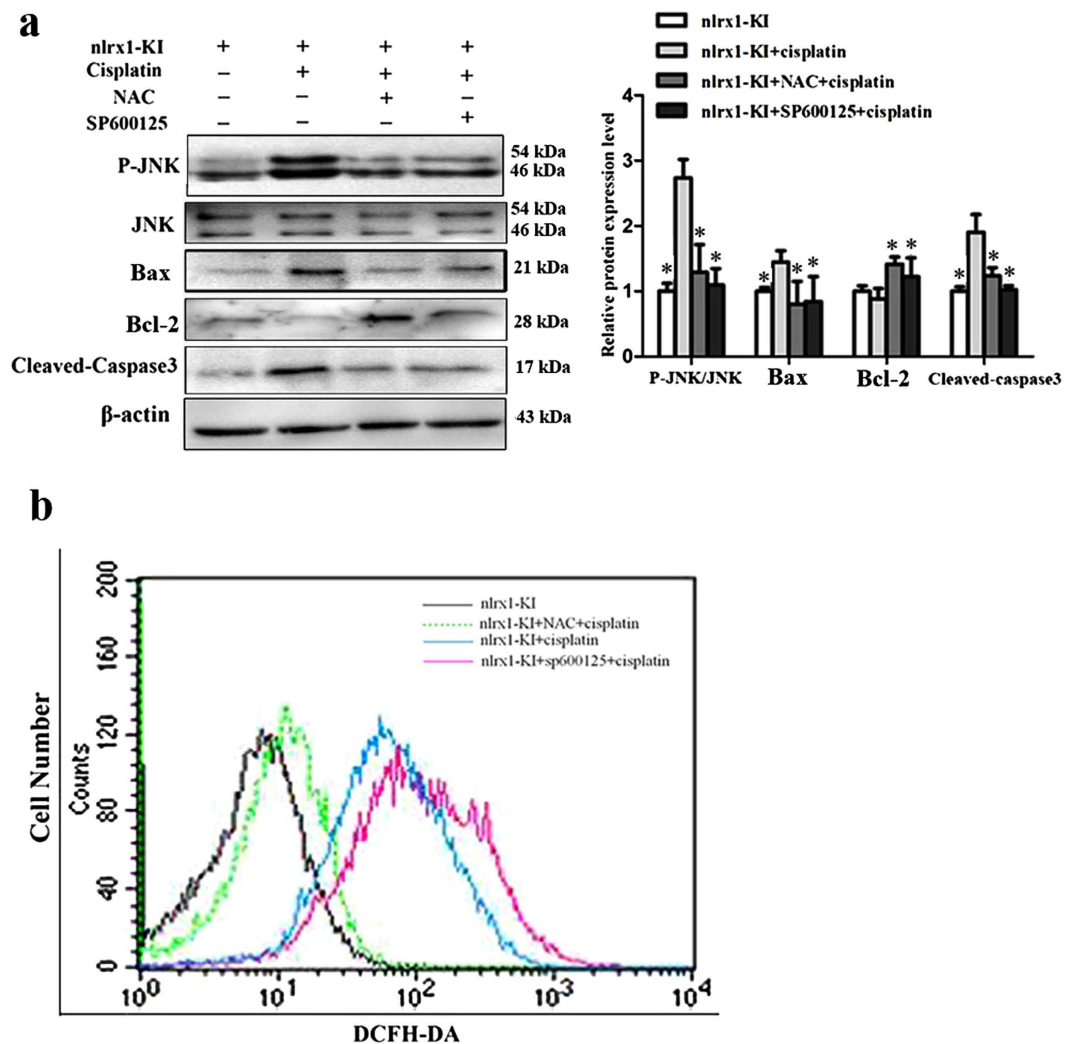 a
nlrx1-KI + + + +
Cisplatin – + + +
NAC – – + –
SP600125 – – – +
P-JNK 54 kDa
46 kDa
JNK 54 kDa
46 kDa
Bax 21 kDa
Bcl-2 28 kDa
Cleaved-Caspase3 17 kDa
β-actin 43 kDa
nlrx1-KI
nlrx1-KI+cisplatin
nlrx1-KI+NAC+cisplatin
nlrx1-KI+SP600125+cisplatin
Relative protein expression level
4
3
2
1
0
* * *
* * *
* *
* * *
P-JNK/JNK Bax Bcl-2 Cleaved-caspase3
b
nlrx1-KI
nlrx1-KI+NAC+cisplatin
nlrx1-KI+cisplatin
nlrx1-KI+sp600125+cisplatin
Cell Number
Counts
200
160
120
80
40
0
10⁰ 10¹ 10² 10³ 10⁴
DCFH-DA